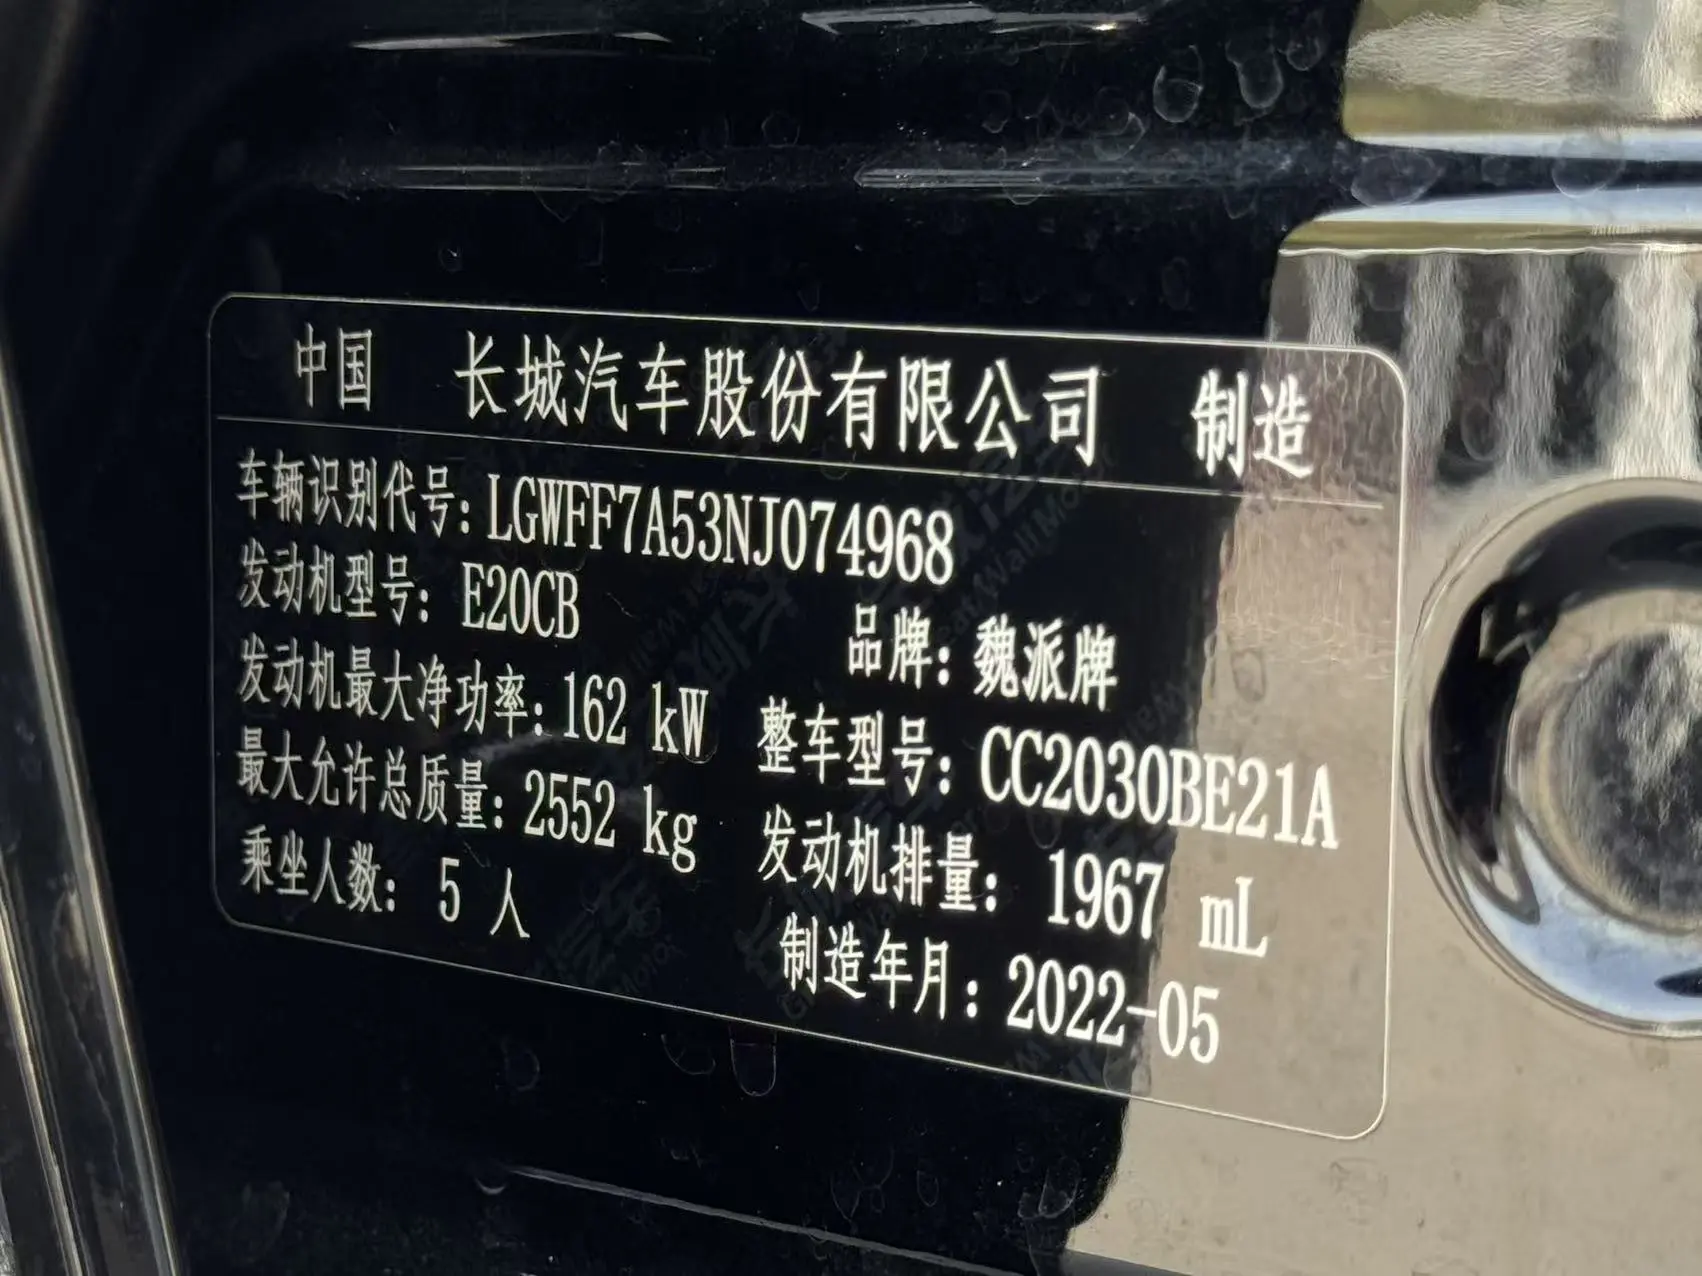 中国 长城汽车股份有限公司 制造
车辆识别代号: LGWFF7A53NJ074968
发动机型号: E20CB
品牌: 魏派牌
发动机最大净功率: 162 kW
整车型号: CC2030BE21A
最大允许总质量: 2552 kg
发动机排量: 1967 mL
乘坐人数: 5 人
制造年月: 2022-05